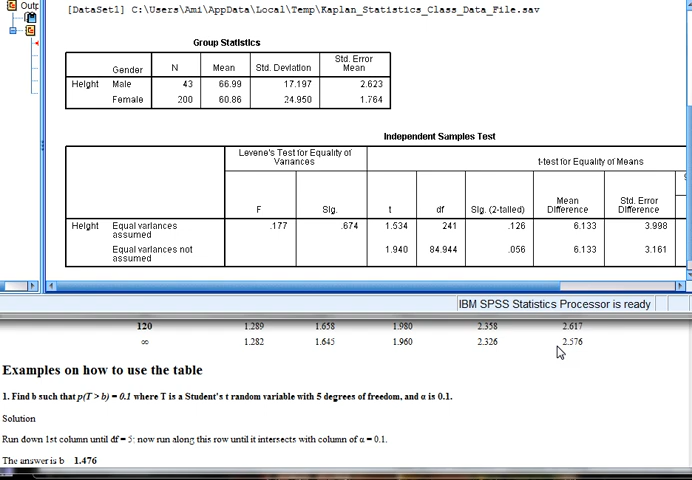 Outp
[DataSet1] C:\Users\Ami\AppData\Local\Temp\Kaplan_Statistics_Class_Data_File.sav
Group Statistics
Gender N Mean Std. Deviation Std. Error Mean
Height Male 43 66.99 17.197 2.623
Female 200 60.86 24.950 1.764
Independent Samples Test
Levene's Test for Equality of Variances
t-test for Equality of Means
F Sig. t df Sig. (2-tailed) Mean Difference Std. Error Difference
Height Equal variances assumed .177 .674 1.534 241 .126 6.133 3.998
Equal variances not assumed 1.940 84.944 .056 6.133 3.161
IBM SPSS Statistics Processor is ready
120 1.289 1.658 1.980 2.358 2.617
∞ 1.282 1.645 1.960 2.326 2.576
Examples on how to use the table
1. Find b such that p(T > b) = 0.1 where T is a Student's t random variable with 5 degrees of freedom, and α is 0.1.
Solution
Run down 1st column until df = 5: now run along this row until it intersects with column of α = 0.1.
The answer is b 1.476